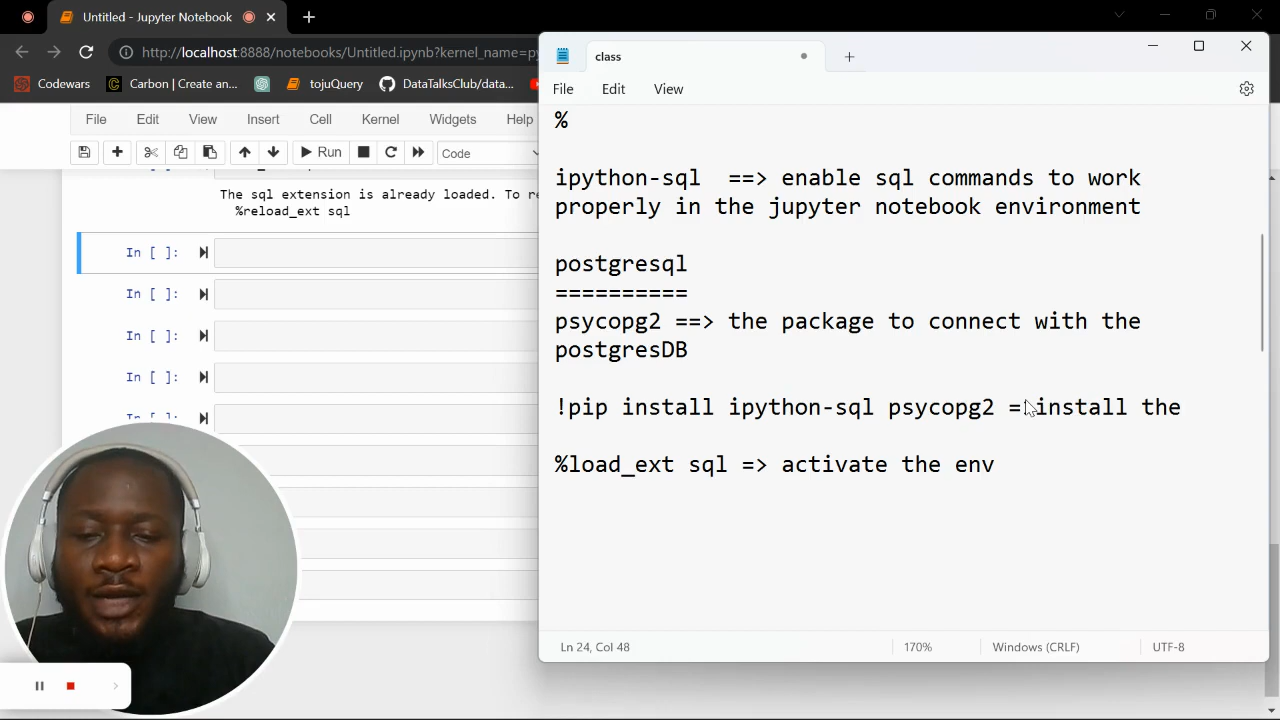 Untitled - Jupyter Notebook
http://localhost:8888/notebooks/Untitled.ipynb?kernel_name=py
Codewars
Carbon | Create an...
tojuQuery
DataTalkClub/data...
File Edit View Insert Cell Kernel Widgets Help
Run
Code
The sql extension is already loaded. To re
%reload_ext sql
In [ ]:
In [ ]:
In [ ]:
In [ ]:
In [ ]:
class
File Edit View
%
ipython-sql ==> enable sql commands to work
properly in the jupyter notebook environment
postgresql
==========
psycopg2 ==> the package to connect with the
postgresDB
!pip install ipython-sql psycopg2 => install the
%load_ext sql => activate the env
Ln 24, Col 48
170%
Windows (CRLF)
UTF-8